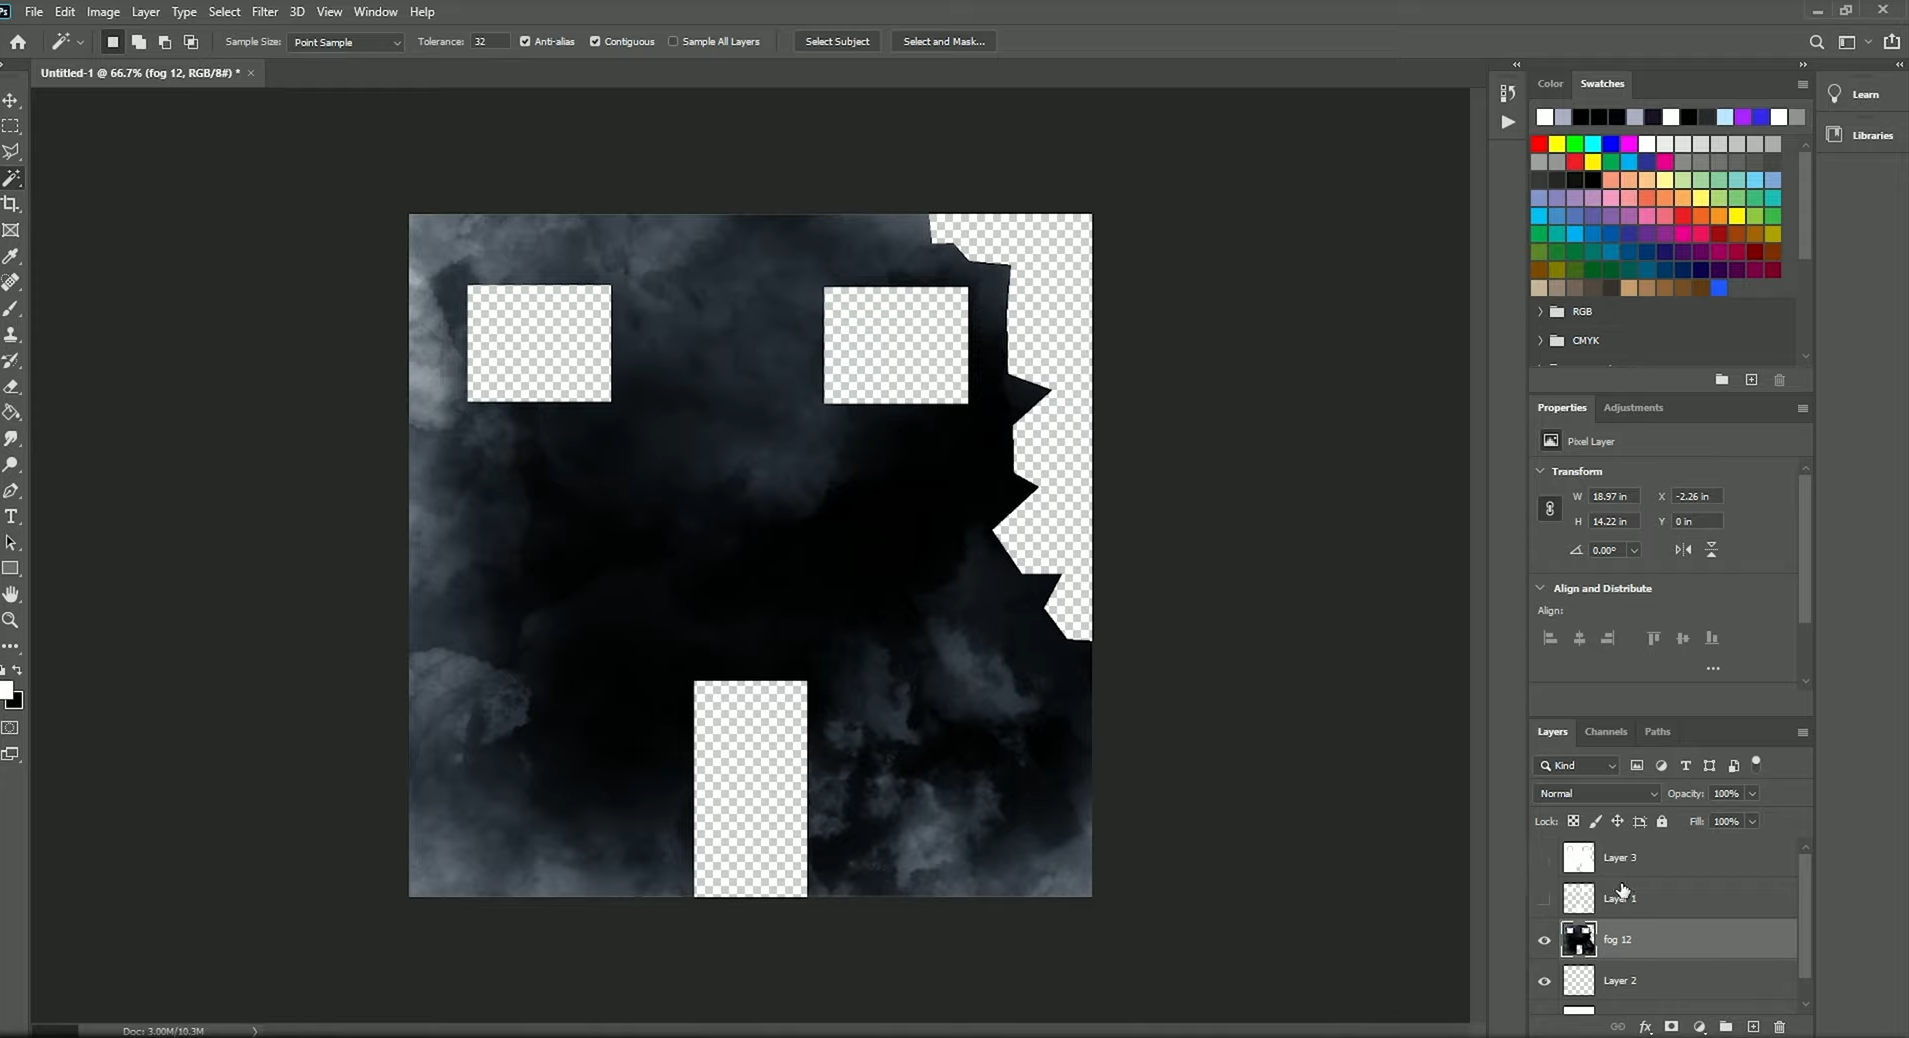 Ps File Edit Image Layer Type Select Filter 3D View Window Help
Sample Size: Point Sample Tolerance: 32 Anti-alias Contiguous Sample All Layers Select Subject Select and Mask...
Untitled-1 @ 66.7% (fog 12, RGB/8#) * ×
Color Swatches
Learn
Libraries
RGB
CMYK
Properties Adjustments
Pixel Layer
Transform
W 18.97 in X -2.26 in
H 14.22 in Y 0 in
0.00°
Align and Distribute
Align:
...
Layers Channels Paths
Kind T
Normal Opacity: 100%
Lock: Fill: 100%
Layer 3
Layer 1
fog 12
Layer 2
fx
Doc: 3.00M/10.3M